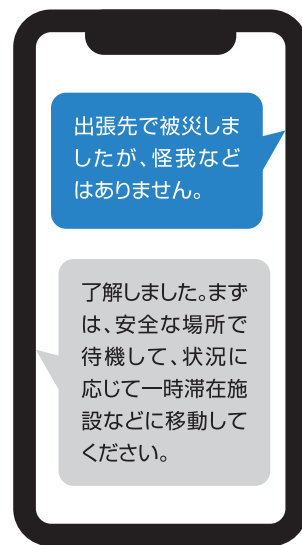 出張先で被災しま
したが、怪我など
はありません。
了解しました。まず
は、安全な場所で
待機して、状況に
応じて一時滞在施
設などに移動して
ください。